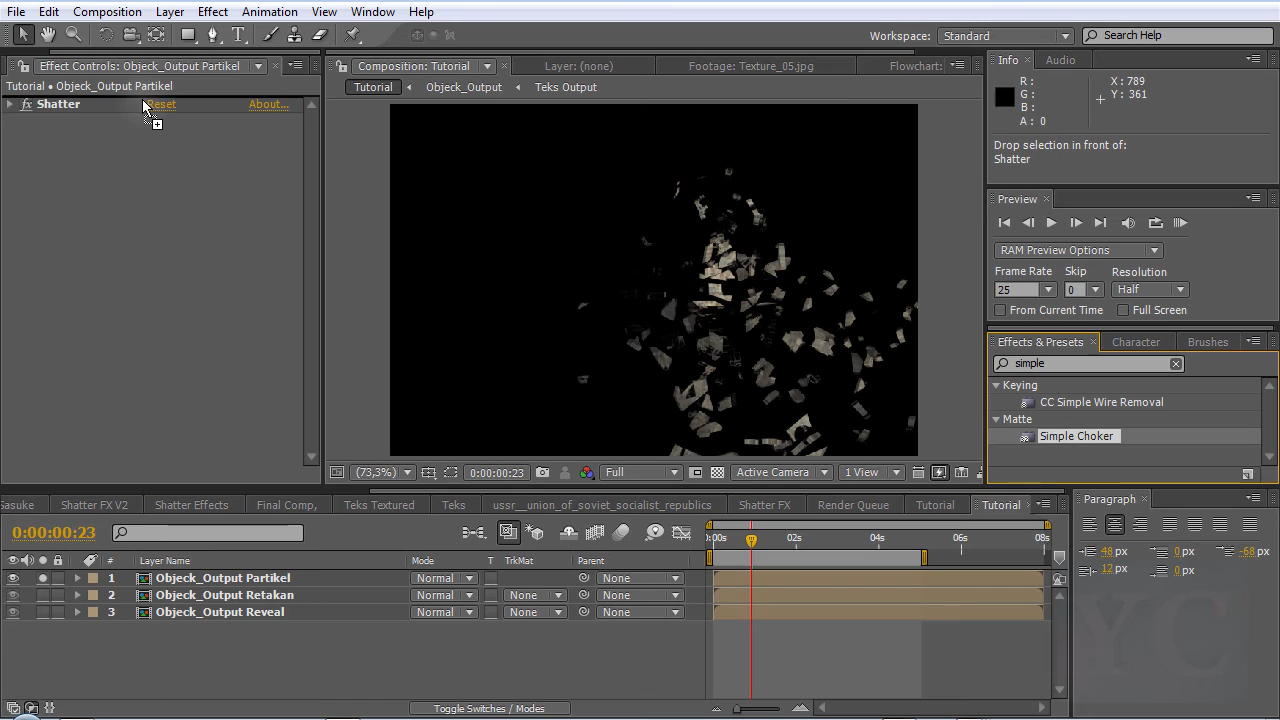 File Edit Composition Layer Effect Animation View Window Help
Workspace: Standard Search Help
Effect Controls: Objeck_Output Partikel
Composition: Tutorial
Layer: (none)
Footage: Texture_05.jpg
Flowchart:
Info Audio
Tutorial • Objeck_Output Partikel
Tutorial Objeck_Output Teks Output
fx Shatter Reset About...
R:
G:
B:
A: 0
X: 789
Y: 361
Drop selection in front of:
Shatter
Preview
RAM Preview Options
Frame Rate Skip Resolution
25 0 Half
From Current Time Full Screen
Effects & Presets Character Brushes
simple
Keying
CC Simple Wire Removal
Matte
Simple Choker
(73,3%) 0:00:00:23 Full Active Camera 1 View
Sasuke Shatter FX V2 Shatter Effects Final Comp, Teks Textured Teks ussr__union_of_soviet_socialist_republics Shatter FX Render Queue Tutorial Tutorial
Paragraph
0:00:00:23
):00s 02s 04s 06s 08s
48 px 0 px -68 px
12 px 0 px
# Layer Name Mode T TrkMat Parent
1 Objeck_Output Partikel Normal None
2 Objeck_Output Retakan Normal None None
3 Objeck_Output Reveal Normal None None
YC
Toggle Switches / Modes